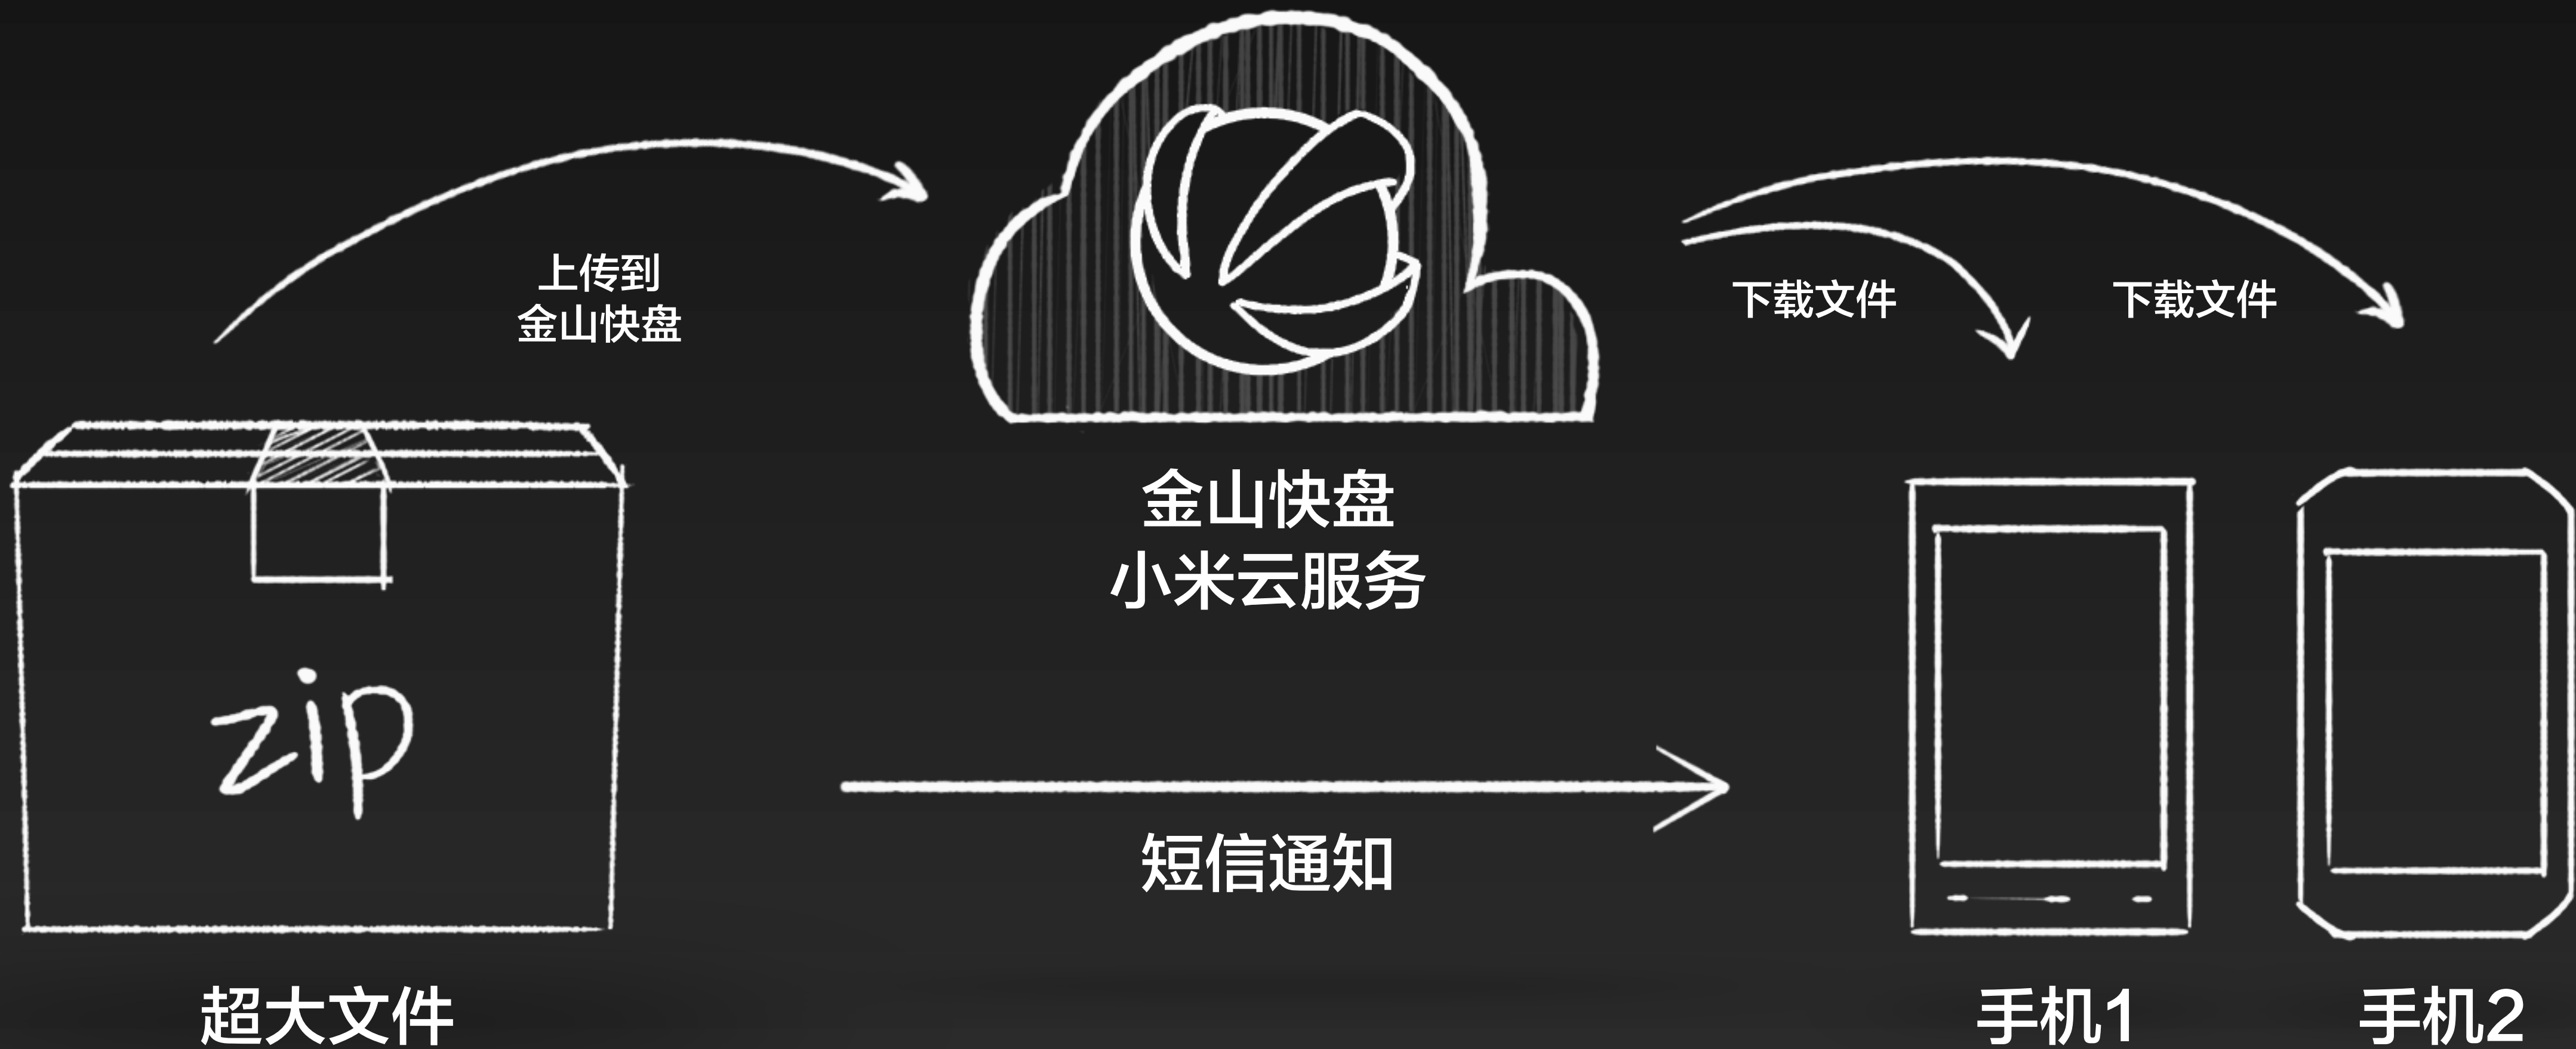 上传到
金山快盘
下载文件
下载文件
金山快盘
小米云服务
zip
短信通知
超大文件
手机1
手机2